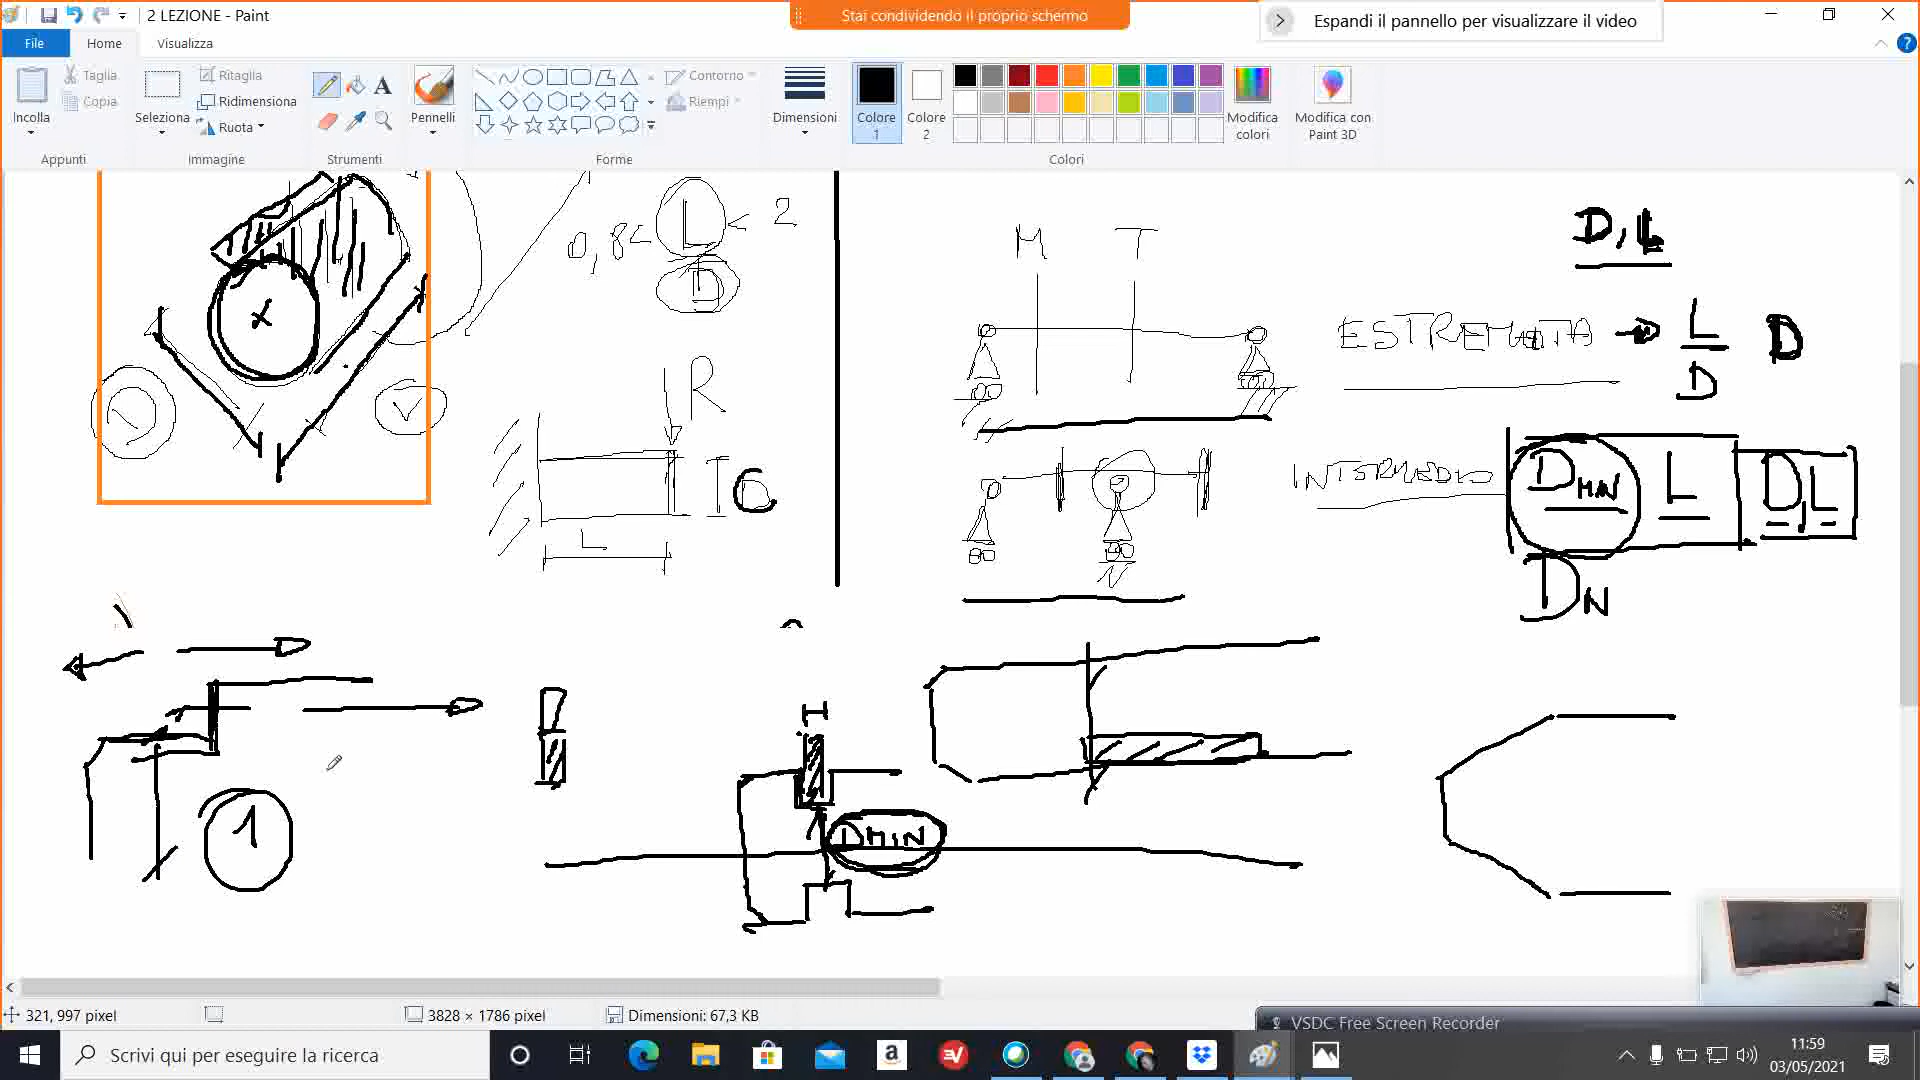 2 LEZIONE - Paint
Stai condividendo il proprio schermo
Espandi il pannello per visualizzare il video
File
Home
Visualizza
Incolla
Taglia
Copia
Appunti
Seleziona
Ritaglia
Ridimensiona
Ruota
Immagine
Strumenti
Pennelli
Contorno
Riempi
Forme
Dimensioni
Colore 1
Colore 2
Colori
Modifica colori
Modifica con Paint 3D
0,8 < L < 2
D
R
L
M T
D, L
ESTREMITA
L
D
D
INTERMEDIO
DMIN L D,L
DN
1
DMIN
321, 997 pixel
3828 × 1786 pixel
Dimensioni: 67,3 KB
VSDC Free Screen Recorder
Scrivi qui per eseguire la ricerca
11:59
03/05/2021